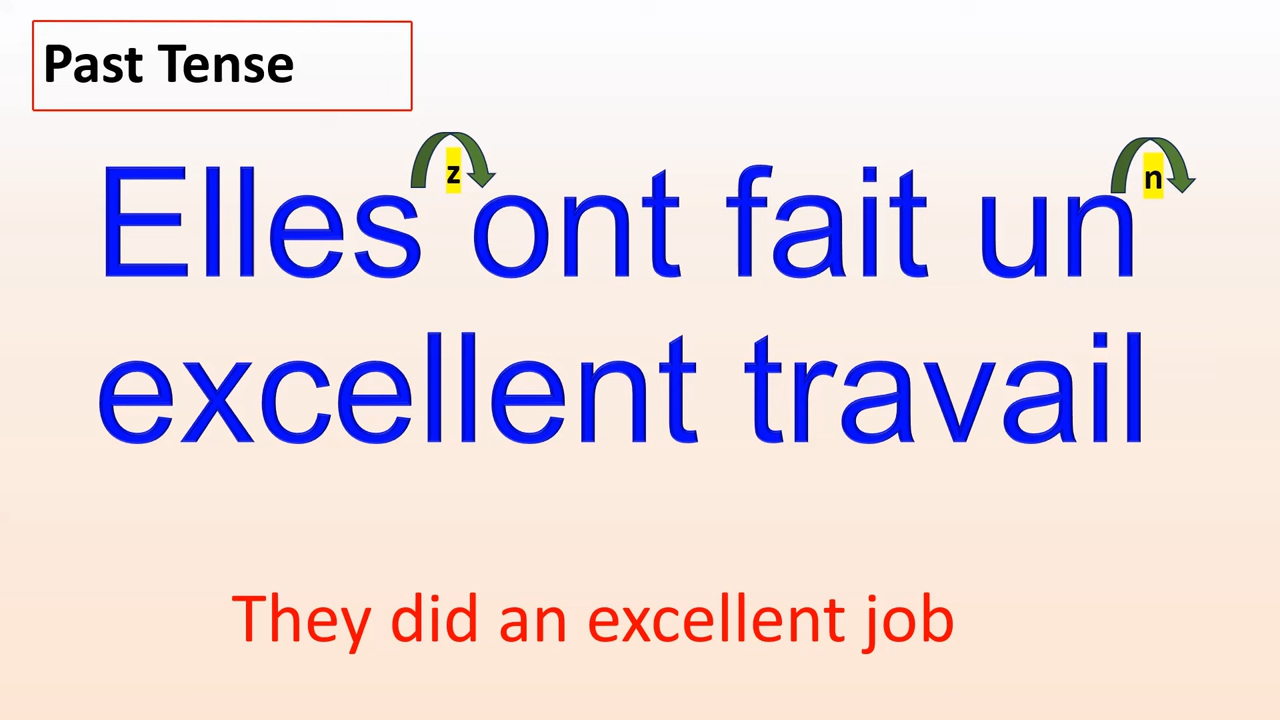 Past Tense
z n
Elles ont fait un
excellent travail
They did an excellent job